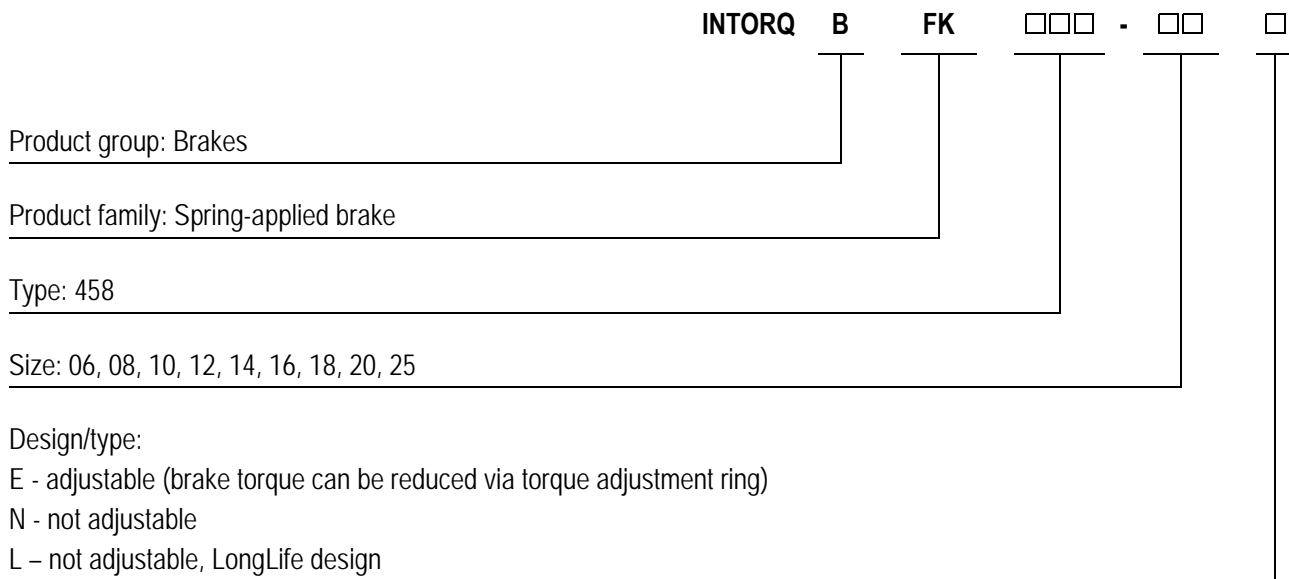 INTORQ B FK □□□ - □□ □
Product group: Brakes
Product family: Spring-applied brake
Type: 458
Size: 06, 08, 10, 12, 14, 16, 18, 20, 25
Design/type:
E - adjustable (brake torque can be reduced via torque adjustment ring)
N - not adjustable
L – not adjustable, LongLife design